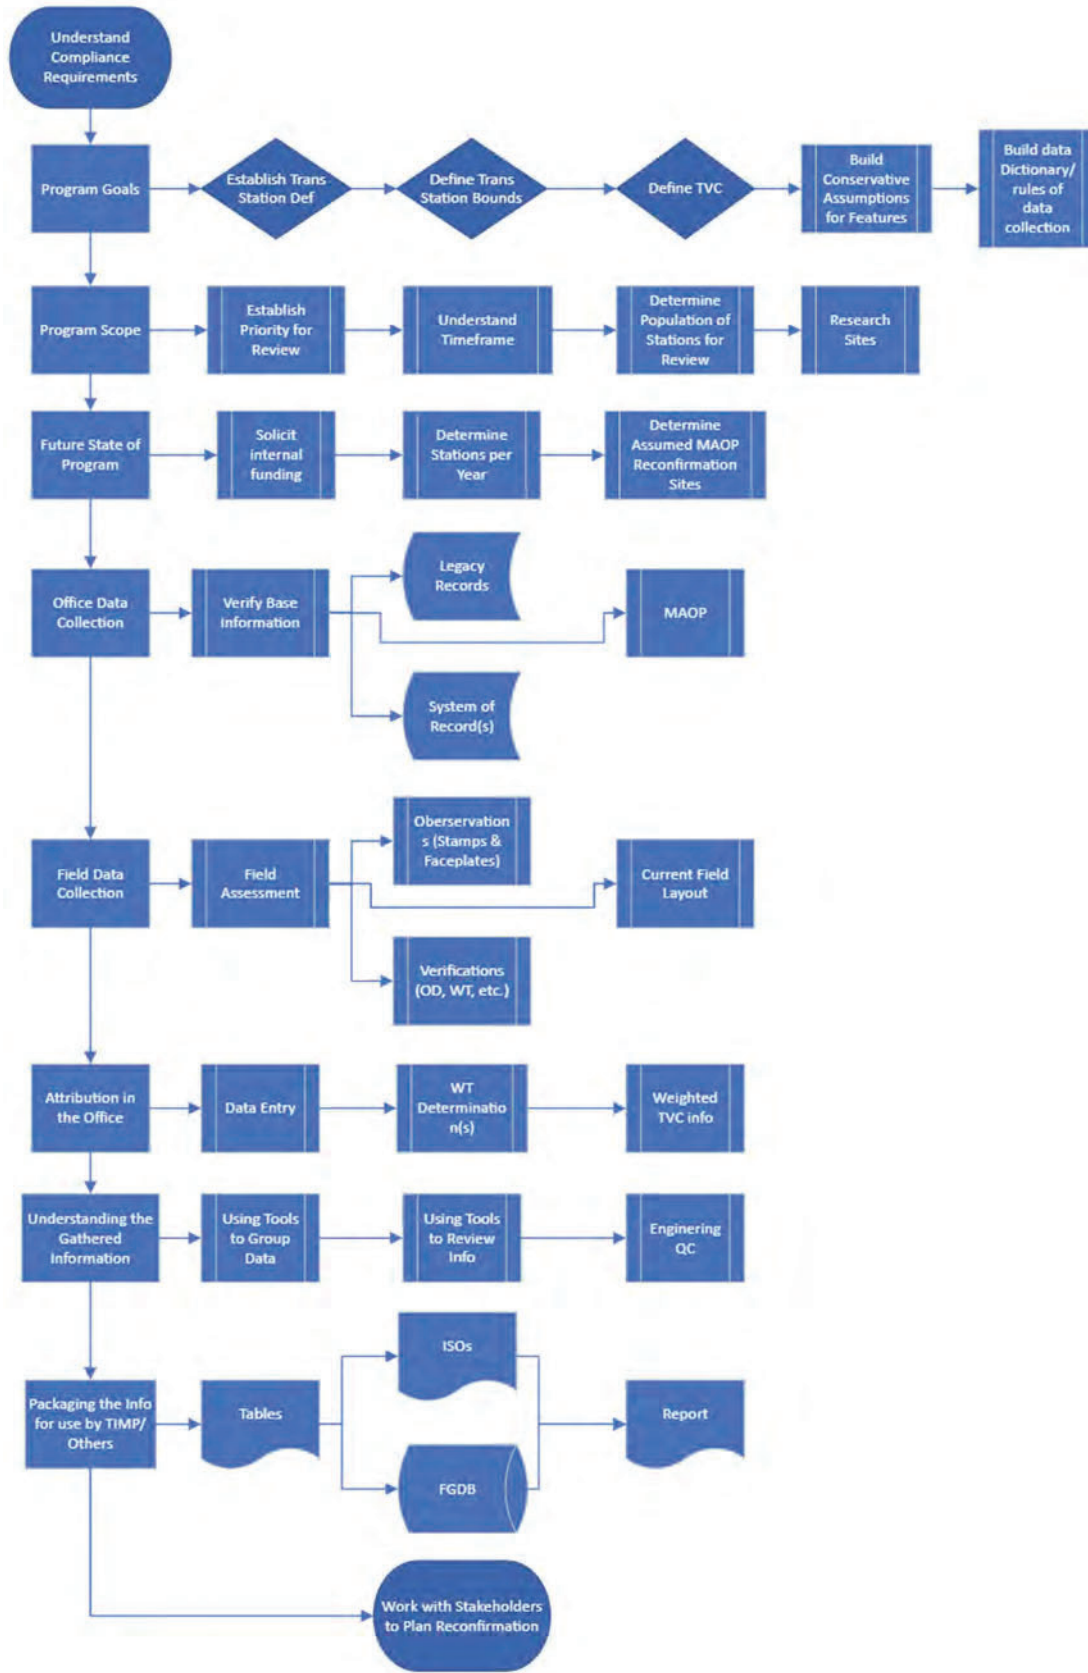 Understand
Compliance
Requirements
Program Goals
Establish Trans
Station Def
Define Trans
Station Bounds
Define TVC
Build
Conservative
Assumptions
for Features
Build data
Dictionary/
rules of
data
collection
Program Scope
Establish
Priority for
Review
Understand
Timeframe
Determine
Population of
Stations for
Review
Research
Sites
Future State of
Program
Solicit
internal
funding
Determine
Stations per
Year
Determine
Assumed MAOP
Reconfirmation
Sites
Office Data
Collection
Verify Base
Information
Legacy
Records
MAOP
System of
Record(s)
Field Data
Collection
Field
Assessment
Oberservation
s (Stamps &
Faceplates)
Current Field
Layout
Verifications
(OD, WT, etc.)
Attribution in
the Office
Data Entry
WT
Determinatio
n(s)
Weighted
TVC info
Understanding the
Gathered
Information
Using Tools
to Group
Data
Using Tools
to Review
Info
Enginering
QC
Packaging the Info
for use by TIMP/
Others
Tables
ISOs
FGDB
Report
Work with Stakeholders
to Plan Reconfirmation